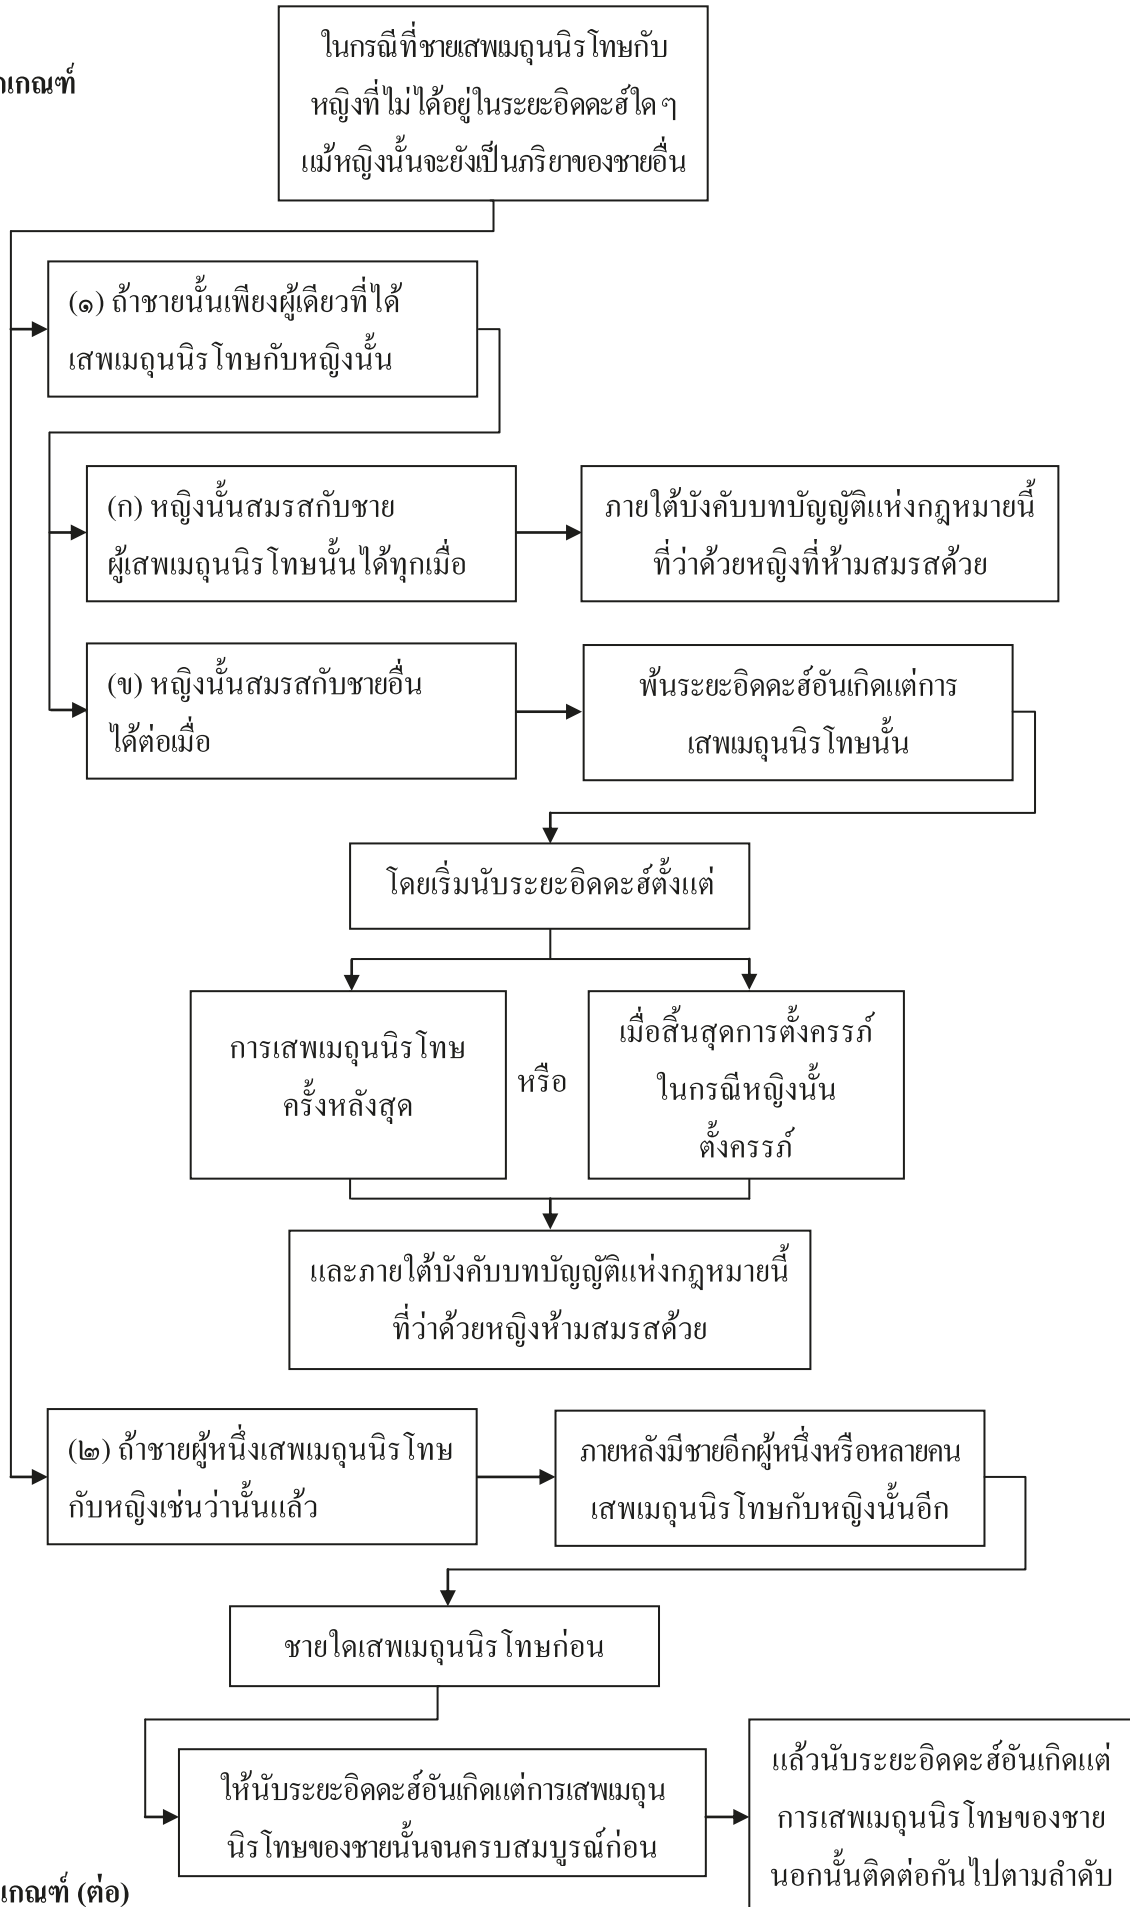 ในกรณีที่ชายเสพเมถุนนิรโทษกับ
หญิงที่ไม่ได้อยู่ในระยะอิดดะฮ์ใด ๆ
แม้หญิงนั้นจะยังเป็นภริยาของชายอื่น
(๑) ถ้าชายนั้นเพียงผู้เดียวที่ได้
เสพเมถุนนิรโทษกับหญิงนั้น
(ก) หญิงนั้นสมรสกับชาย
ผู้เสพเมถุนนิรโทษนั้นได้ทุกเมื่อ
ภายใต้บังคับบทบัญญัติแห่งกฎหมายนี้
ที่ว่าด้วยหญิงที่ห้ามสมรสด้วย
(ข) หญิงนั้นสมรสกับชายอื่น
ได้ต่อเมื่อ
พ้นระยะอิดดะฮ์อันเกิดแต่การ
เสพเมถุนนิรโทษนั้น
โดยเริ่มนับระยะอิดดะฮ์ตั้งแต่
การเสพเมถุนนิรโทษ
ครั้งหลังสุด
หรือ
เมื่อสิ้นสุดการตั้งครรภ์
ในกรณีหญิงนั้น
ตั้งครรภ์
และภายใต้บังคับบทบัญญัติแห่งกฎหมายนี้
ที่ว่าด้วยหญิงห้ามสมรสด้วย
(๒) ถ้าชายผู้หนึ่งเสพเมถุนนิรโทษ
กับหญิงเช่นว่านั้นแล้ว
ภายหลังมีชายอีกผู้หนึ่งหรือหลายคน
เสพเมถุนนิรโทษกับหญิงนั้นอีก
ชายใดเสพเมถุนนิรโทษก่อน
ให้นับระยะอิดดะฮ์อันเกิดแต่การเสพเมถุน
นิรโทษของชายนั้นจนครบสมบูรณ์ก่อน
แล้วนับระยะอิดดะฮ์อันเกิดแต่
การเสพเมถุนนิรโทษของชาย
นอกนั้นติดต่อกันไปตามลำดับ
(ต่อ)